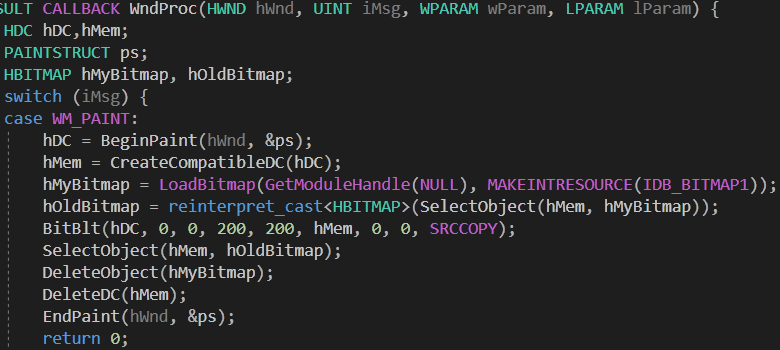 SULT CALLBACK WndProc(HWND hWnd, UINT iMsg, WPARAM wParam, LPARAM lParam) {
HDC hDC,hMem;
PAINTSTRUCT ps;
HBITMAP hMyBitmap, hOldBitmap;
switch (iMsg) {
case WM_PAINT:
hDC = BeginPaint(hWnd, &ps);
hMem = CreateCompatibleDC(hDC);
hMyBitmap = LoadBitmap(GetModuleHandle(NULL), MAKEINTRESOURCE(IDB_BITMAP1));
hOldBitmap = reinterpret_cast<HBITMAP>(SelectObject(hMem, hMyBitmap));
BitBlt(hDC, 0, 0, 200, 200, hMem, 0, 0, SRCCOPY);
SelectObject(hMem, hOldBitmap);
DeleteObject(hMyBitmap);
DeleteDC(hMem);
EndPaint(hWnd, &ps);
return 0;